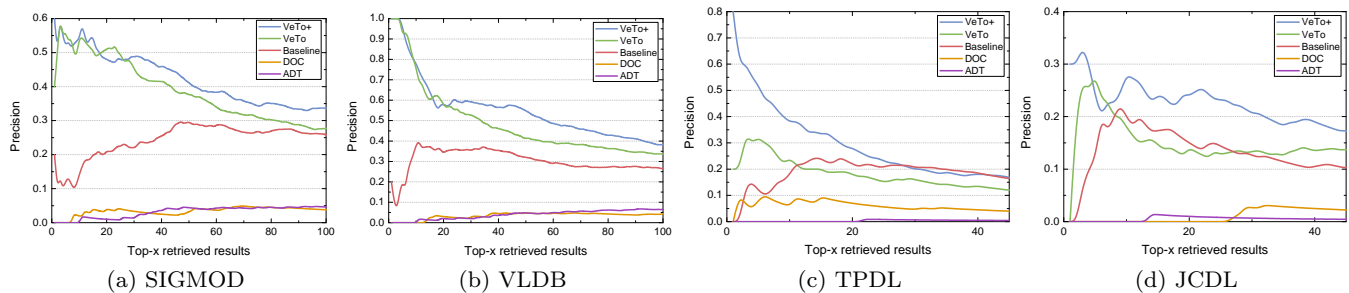 0.6
0.5
0.4
0.3
0.2
0.1
0.0
Precision
0 20 40 60 80 100
Top-x retrieved results
VeTo+
VeTo
Baseline
DOC
ADT
(a) SIGMOD
1.0
0.9
0.8
0.7
0.6
0.5
0.4
0.3
0.2
0.1
0.0
Precision
0 20 40 60 80 100
Top-x retrieved results
VeTo+
VeTo
Baseline
DOC
ADT
(b) VLDB
0.8
0.7
0.6
0.5
0.4
0.3
0.2
0.1
0.0
Precision
0 10 20 30 40
Top-x retrieved results
VeTo+
VeTo
Baseline
DOC
ADT
(c) TPDL
0.4
0.3
0.2
0.1
0.0
Precision
0 10 20 30 40
Top-x retrieved results
VeTo+
VeTo
Baseline
DOC
ADT
(d) JCDL